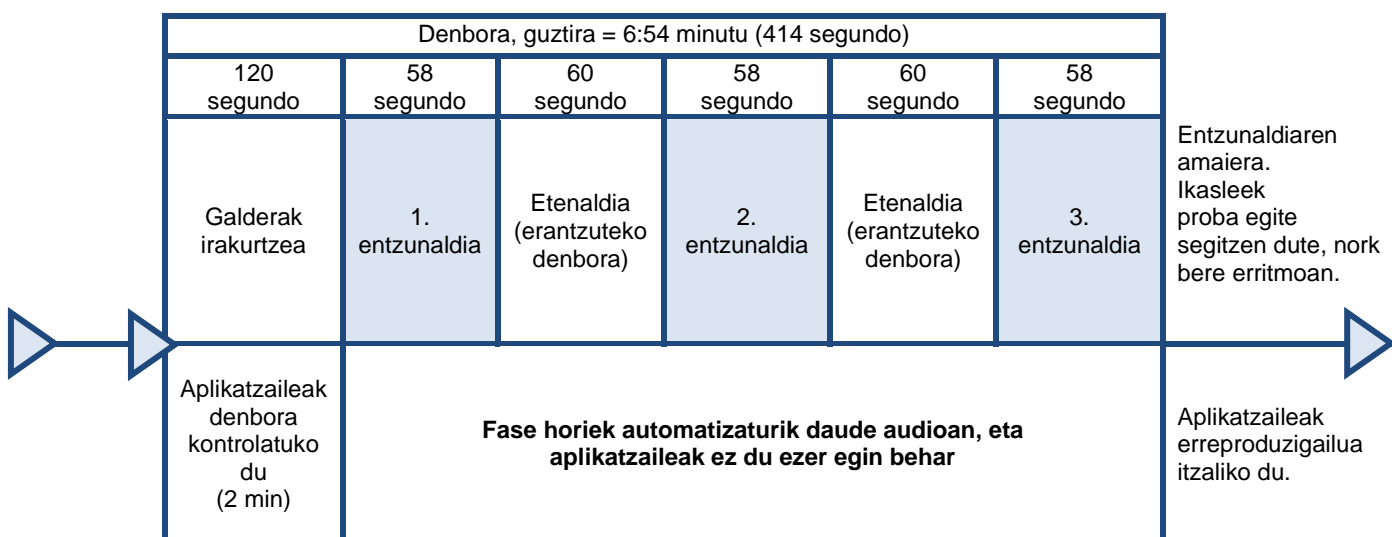 Denbora, guztira = 6:54 minutu (414 segundo)
120
segundo
58
segundo
60
segundo
58
segundo
60
segundo
58
segundo
Galderak
irakurtzea
1.
entzunaldia
Etenaldia
(erantzuteko
denbora)
2.
entzunaldia
Etenaldia
(erantzuteko
denbora)
3.
entzunaldia
Entzunaldiaren
amaiera.
Ikasleek
proba egite
segitzen dute, nork
bere erritmoan.
Aplikatzaileak
denbora
kontrolatuko
du
(2 min)
Fase horiek automatizaturik daude audioan, eta
aplikatzaileak ez du ezer egin behar
Aplikatzaileak
erreproduzigailua
itzaliko du.